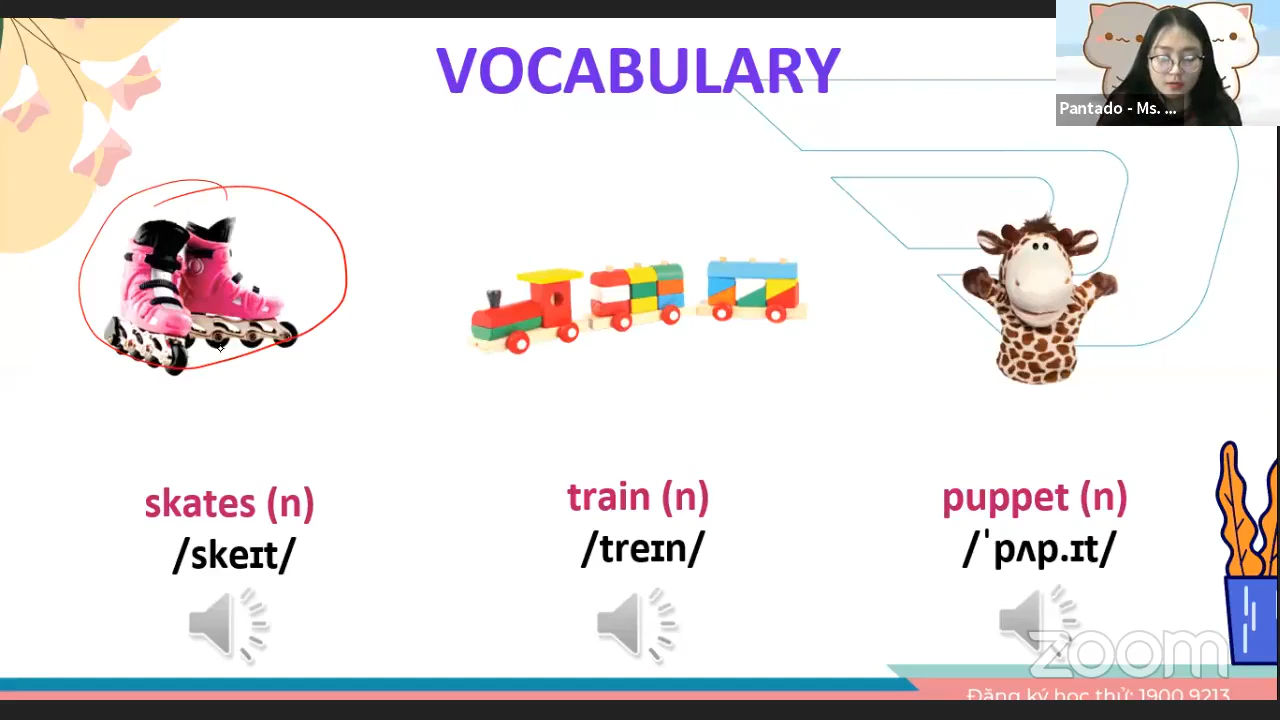 VOCABULARY
Pantado - Ms. ...
skates (n)
/skeɪt/
train (n)
/treɪn/
puppet (n)
/ˈpʌp.ɪt/
zoom
Đăng ký học thử: 1900 9213